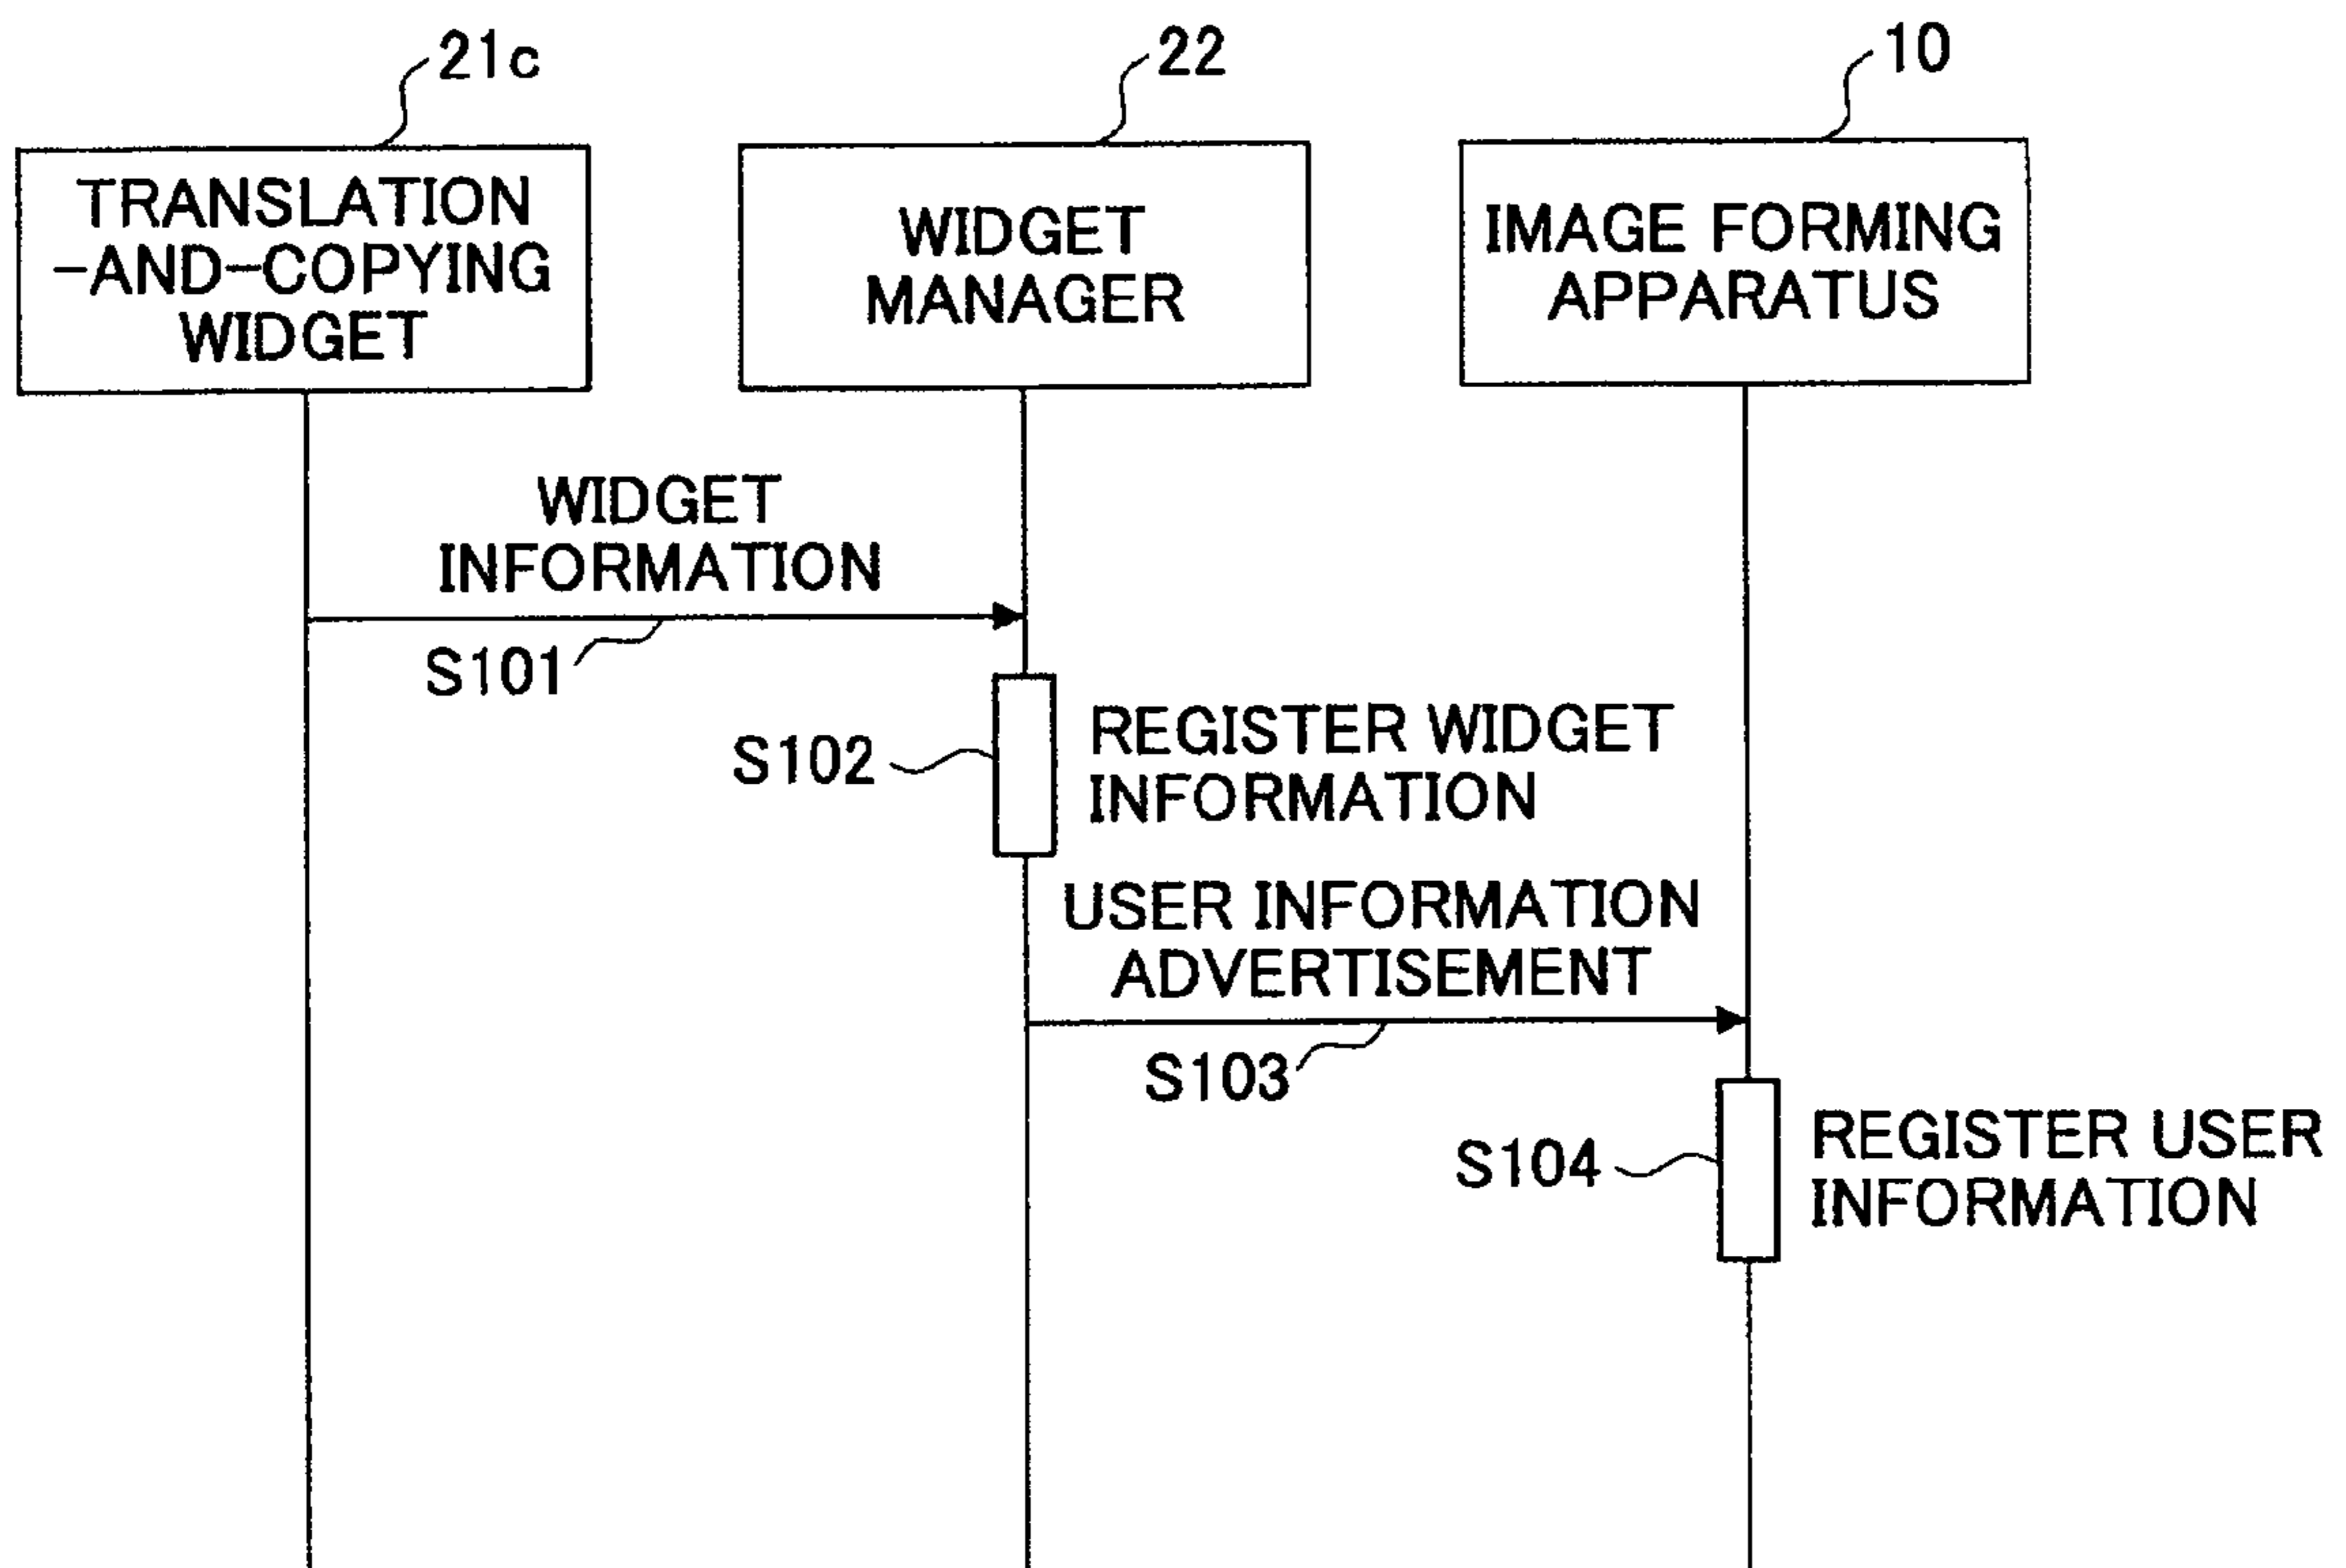 21c
22
10
TRANSLATION
-AND-COPYING
WIDGET
WIDGET
MANAGER
IMAGE FORMING
APPARATUS
WIDGET
INFORMATION
S101
S102
REGISTER WIDGET
INFORMATION
USER INFORMATION
ADVERTISEMENT
S103
S104
REGISTER USER
INFORMATION